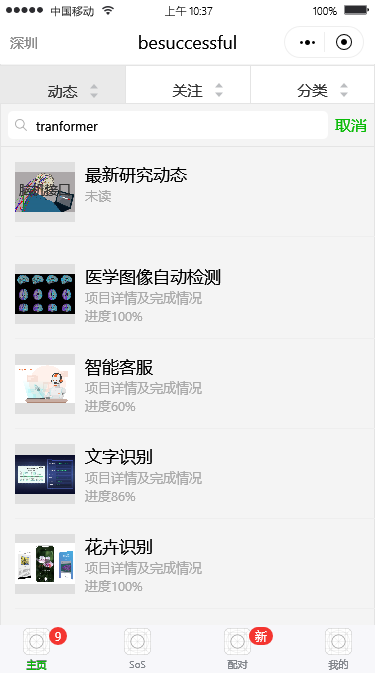 中国移动 上午 10:37 100%
深圳 besuccessful
动态 关注 分类
tranformer 取消
脑机接口
最新研究动态
未读
医学图像自动检测
项目详情及完成情况
进度100%
智能客服
项目详情及完成情况
进度60%
文字识别
项目详情及完成情况
进度86%
花卉识别
项目详情及完成情况
进度100%
9 新
主页 SoS 配对 我的